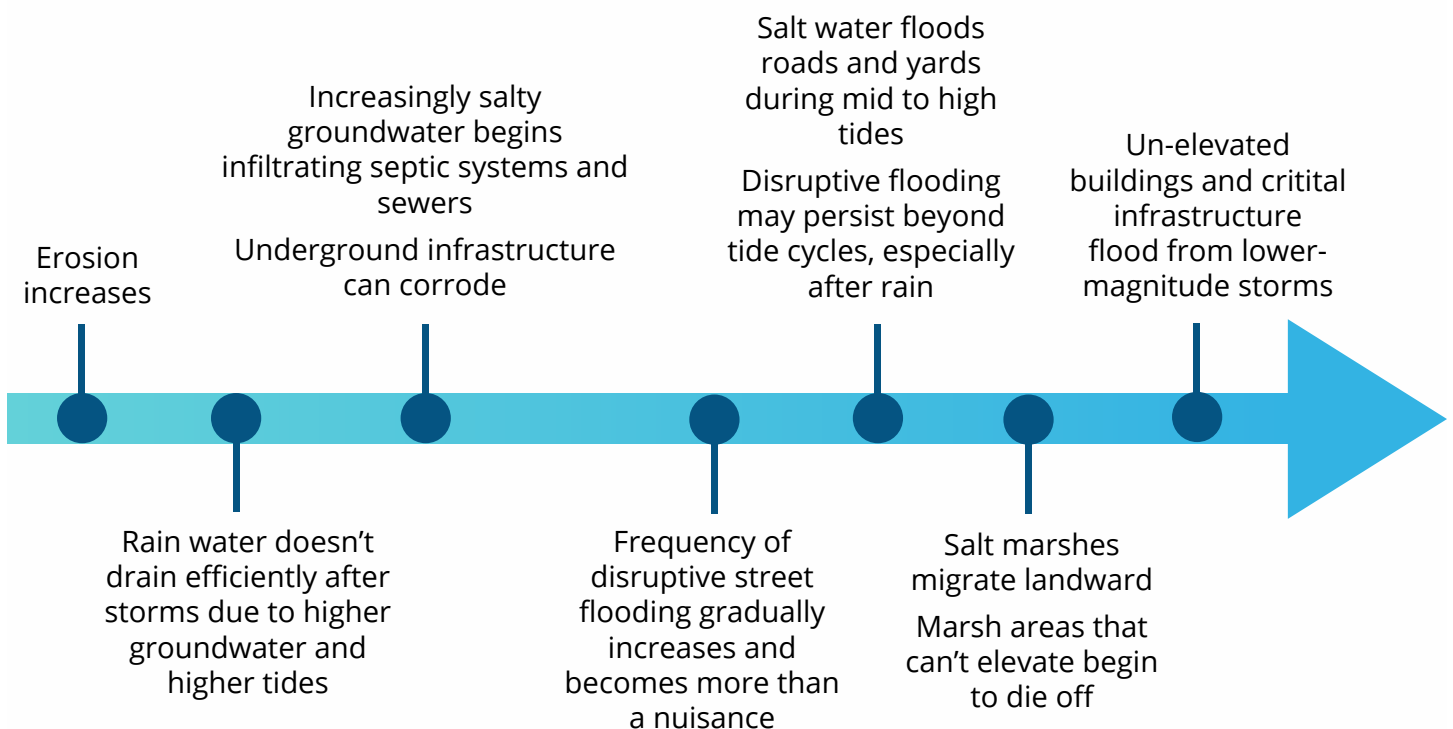 Erosion
increases
Rain water doesn't
drain efficiently after
storms due to higher
groundwater and
higher tides
Increasingly salty
groundwater begins
infiltrating septic systems and
sewers
Underground infrastructure
can corrode
Frequency of
disruptive street
flooding gradually
increases and
becomes more than
a nuisance
Salt water floods
roads and yards
during mid to high
tides
Disruptive flooding
may persist beyond
tide cycles, especially
after rain
Salt marshes
migrate landward
Marsh areas that
can't elevate begin
to die off
Un-elevated
buildings and critital
infrastructure
flood from lower-
magnitude storms